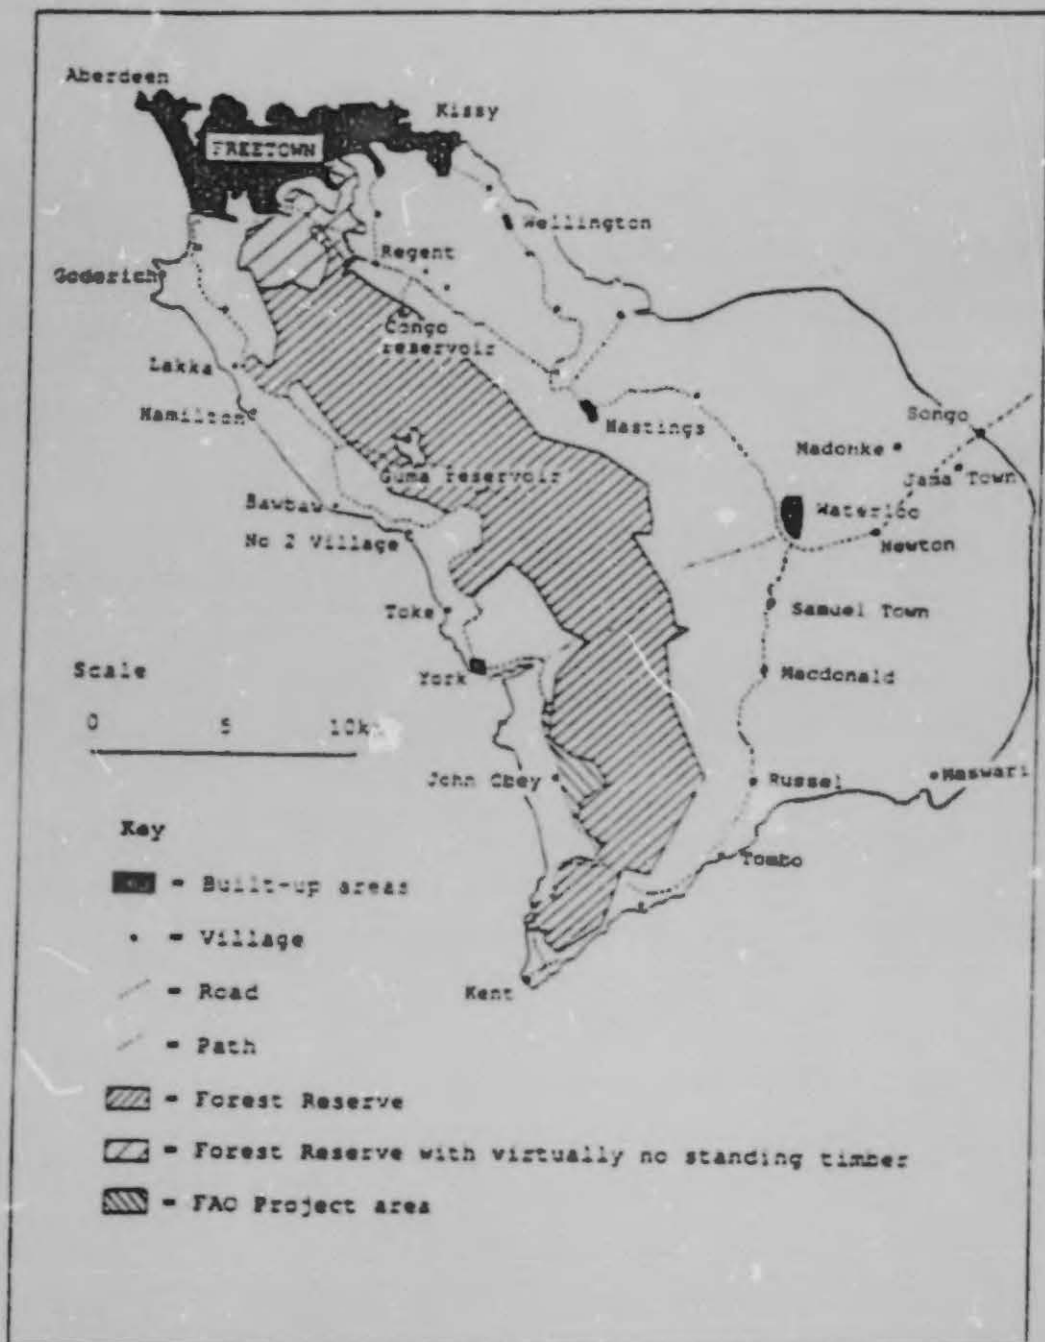 Aberdeen
Kissy
FREETOWN
Wellington
Regent
Goderich
Congo
reservoir
Lakka
Hamilton
Hastings
Songo
Madonke
Jama Town
Guma reservoir
Bawbaw
Waterloo
No 2 Village
Newton
Toke
Samuel Town
Scale
York
Macdonald
0 5 10km
John Obey
Russel
Maswari
Key
Tombo
= Built-up areas
= Village
= Road
Kent
= Path
= Forest Reserve
= Forest Reserve with virtually no standing timber
= FAO Project area